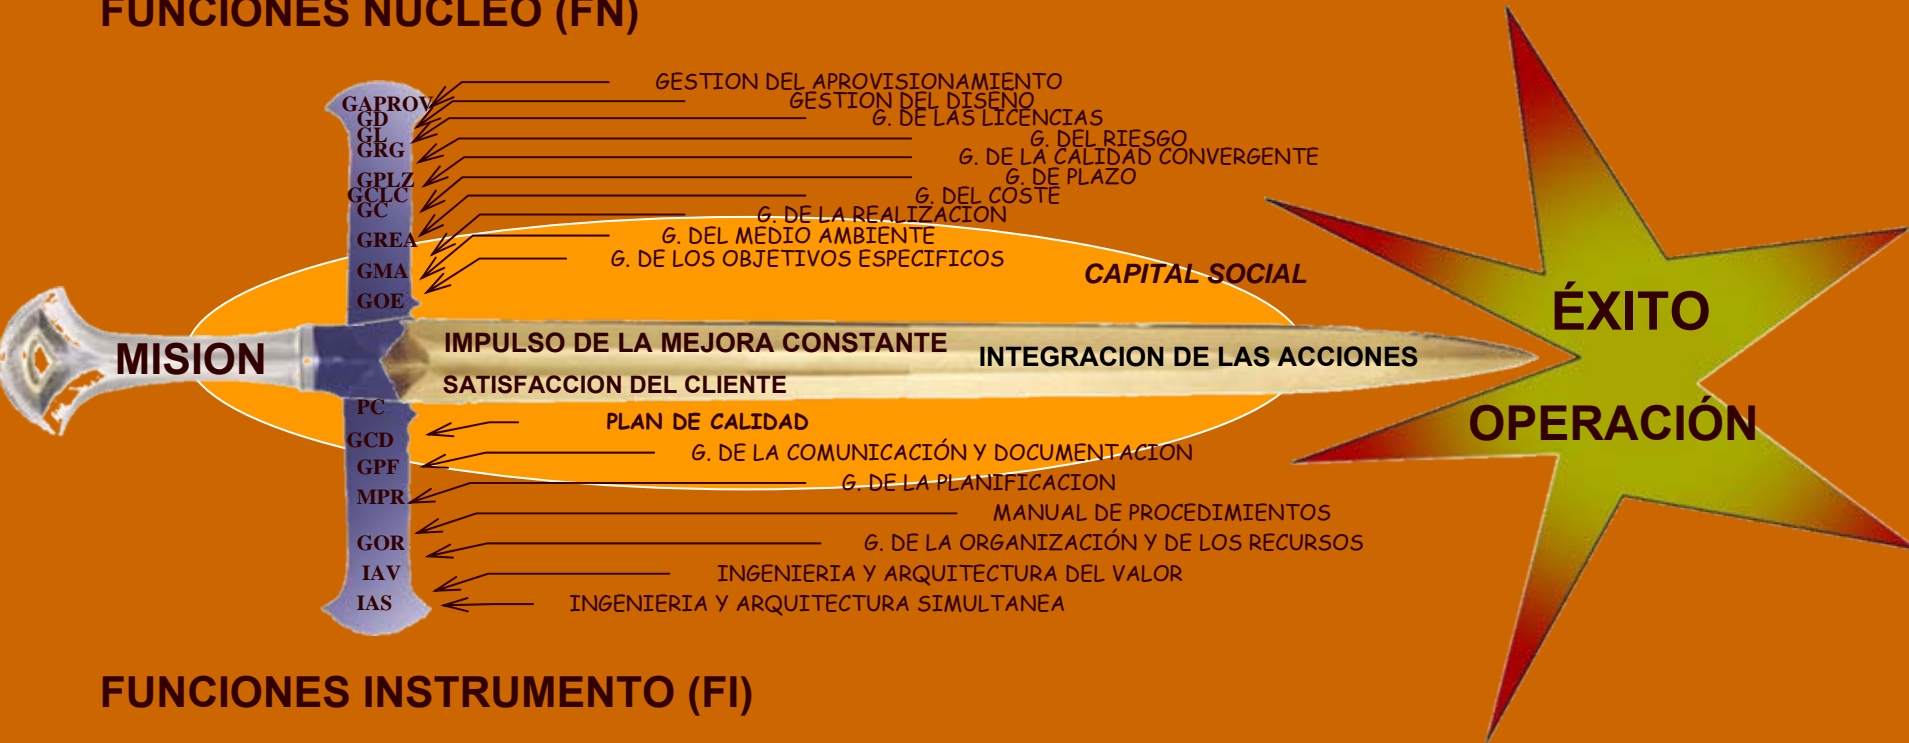 FUNCIONES NÚCLEO (FN)
GAPROV
GD
GL
GRG
GPLZ
GCLC
GC
GREA
GMA
GOE
GESTION DEL APROVISIONAMIENTO
GESTION DEL DISEÑO
G. DE LAS LICENCIAS
G. DEL RIESGO
G. DE LA CALIDAD CONVERGENTE
G. DE PLAZO
G. DEL COSTE
G. DE LA REALIZACION
G. DEL MEDIO AMBIENTE
G. DE LOS OBJETIVOS ESPECIFICOS
CAPITAL SOCIAL
MISION
IMPULSO DE LA MEJORA CONSTANTE
SATISFACCION DEL CLIENTE
INTEGRACION DE LAS ACCIONES
ÉXITO
OPERACIÓN
PC
GCD
GPF
MPR
GOR
IAV
IAS
PLAN DE CALIDAD
G. DE LA COMUNICACIÓN Y DOCUMENTACION
G. DE LA PLANIFICACION
MANUAL DE PROCEDIMIENTOS
G. DE LA ORGANIZACIÓN Y DE LOS RECURSOS
INGENIERIA Y ARQUITECTURA DEL VALOR
INGENIERIA Y ARQUITECTURA SIMULTANEA
FUNCIONES INSTRUMENTO (FI)